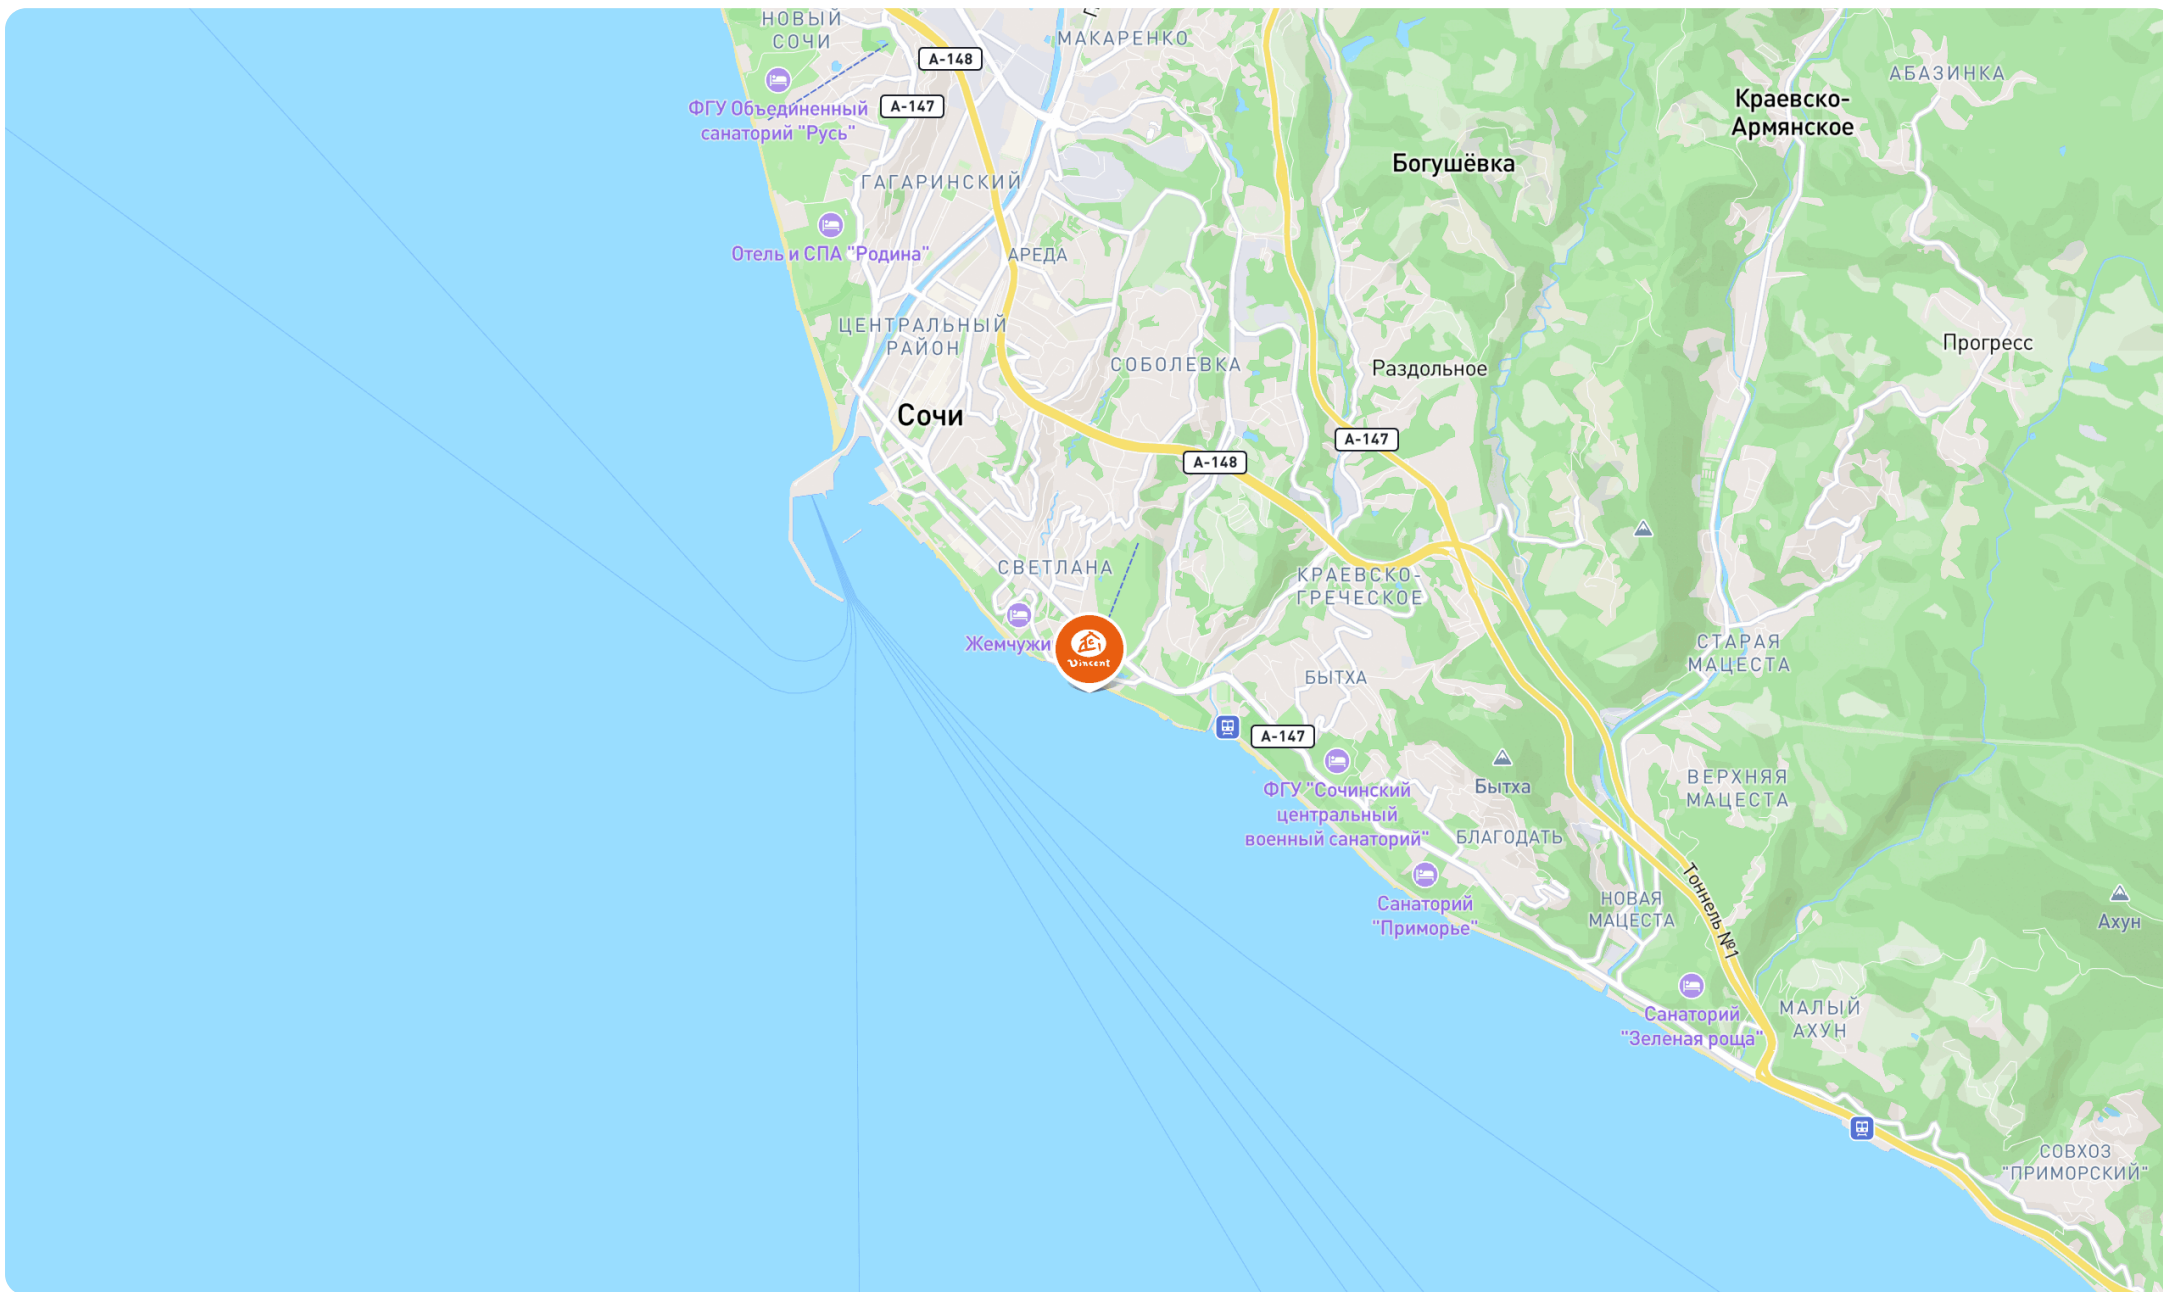 НОВЫЙ
СОЧИ
МАКАРЕНКО
А-148
АБАЗИНКА
ФГУ Объединенный
санаторий "Русь"
А-147
Краевско-
Армянское
Богушёвка
ГАГАРИНСКИЙ
Отель и СПА "Родина"
АРЕДА
ЦЕНТРАЛЬНЫЙ
РАЙОН
СОБОЛЕВКА
Раздольное
Прогресс
Сочи
А-147
А-148
СВЕТЛАНА
КРАЕВСКО-
ГРЕЧЕСКОЕ
Жемчужи
Vincent
СТАРАЯ
МАЦЕСТА
БЫТХА
А-147
ФГУ "Сочинский
центральный
военный санаторий"
Бытха
ВЕРХНЯЯ
МАЦЕСТА
БЛАГОДАТЬ
Санаторий
"Приморье"
НОВАЯ
МАЦЕСТА
Тоннель №1
Ахун
Санаторий
"Зеленая роща"
МАЛЫЙ
АХУН
СОВХОЗ
"ПРИМОРСКИЙ"